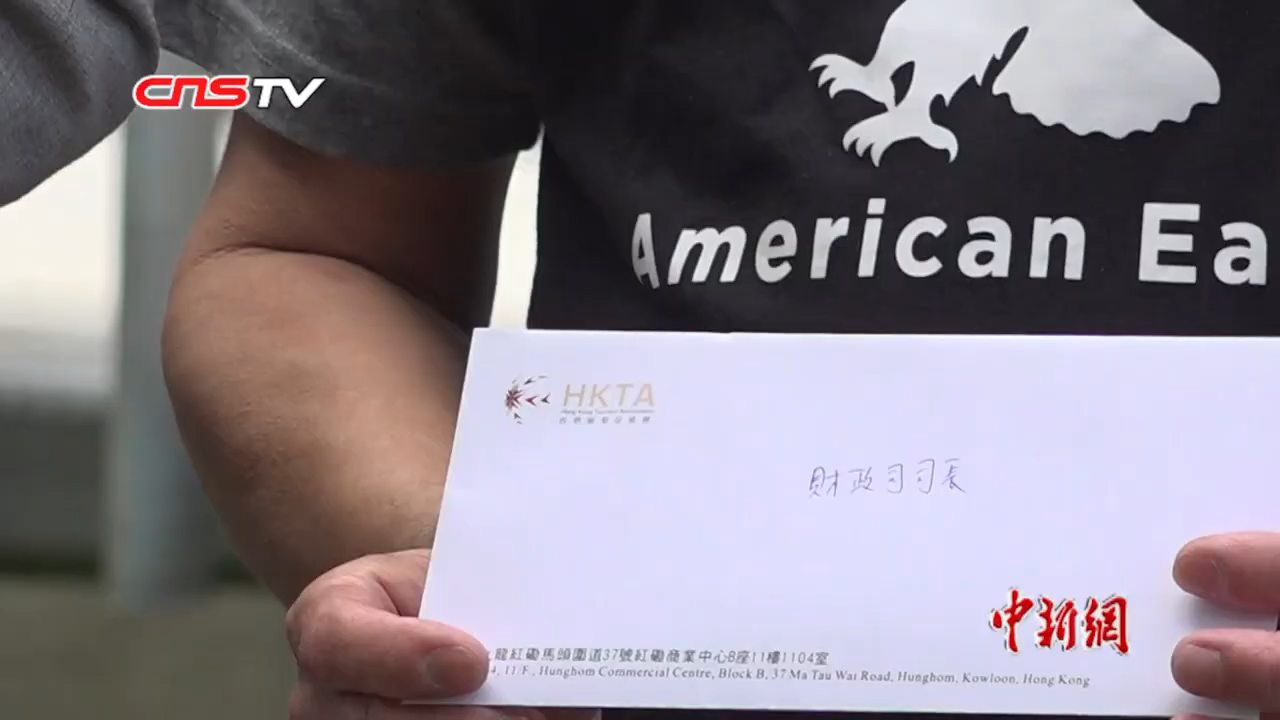 CNSTV
American Ea
HKTA
財政司司長
中新網
龍紅磡馬頭圍道37號紅磡商業中心B座11樓1104室
4, 11/F., Hunghom Commercial Centre, Block B, 37 Ma Tau Wai Road, Hunghom, Kowloon, Hong Kong